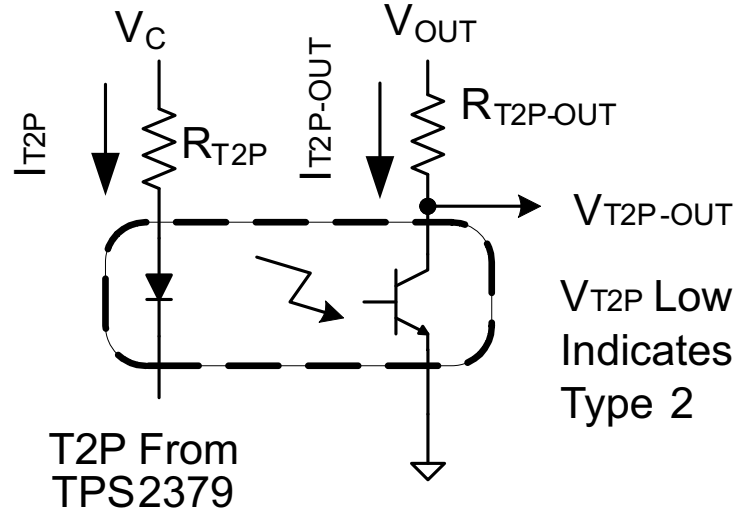 VC
VOUT
IT2P
RT2P
IT2P-OUT
RT2P-OUT
VT2P-OUT
VT2P Low
Indicates
Type 2
T2P From
TPS2379